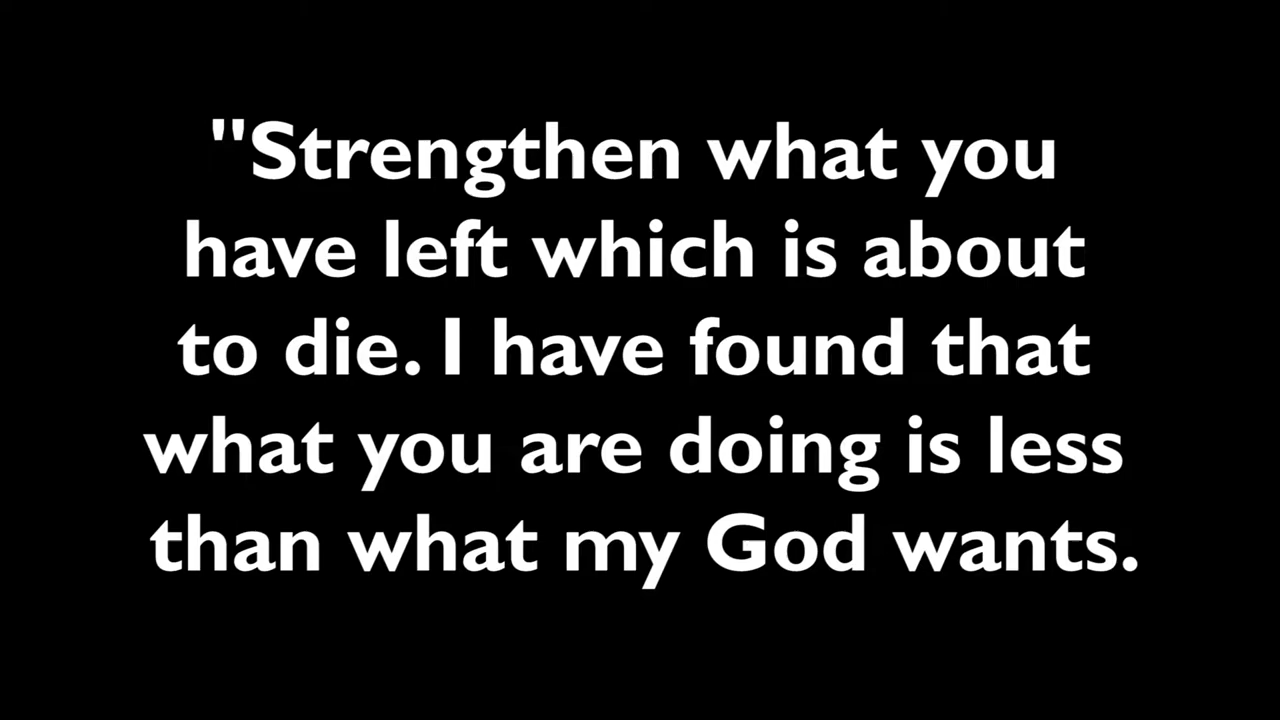 "Strengthen what you
have left which is about
to die. I have found that
what you are doing is less
than what my God wants.